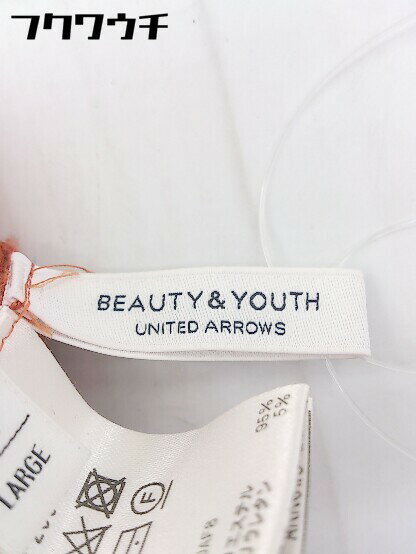 フクワウチ
BEAUTY & YOUTH
UNITED ARROWS
LARGE
95%
5%
F